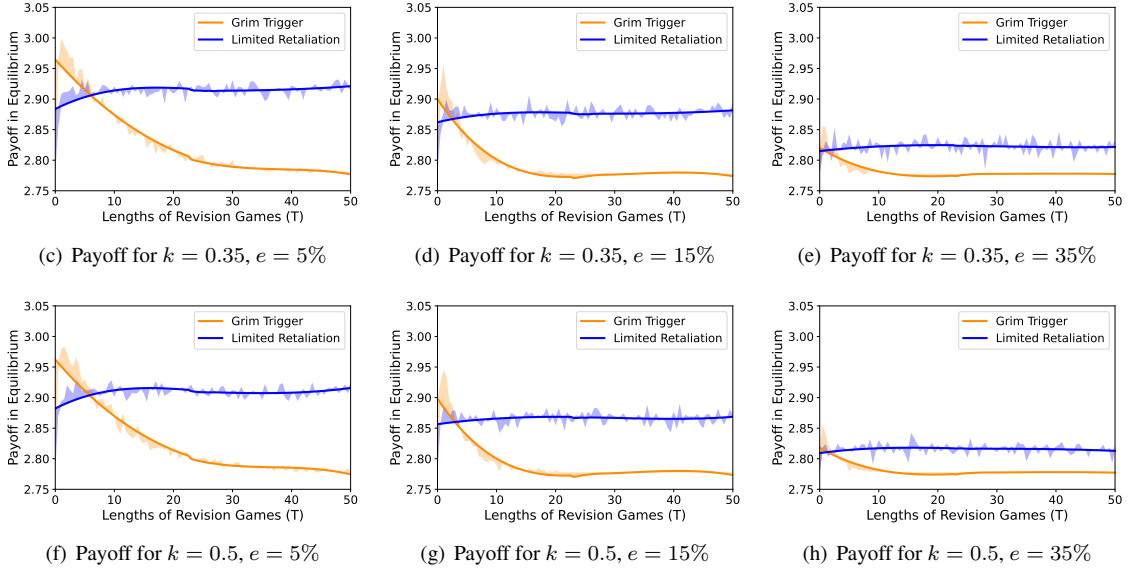 3.05
3.00
2.95
2.90
2.85
2.80
2.75
0 10 20 30 40 50
Payoff in Equilibrium
Lengths of Revision Games (T)
Grim Trigger
Limited Retaliation
(c) Payoff for k = 0.35, e = 5%
3.05
3.00
2.95
2.90
2.85
2.80
2.75
0 10 20 30 40 50
Payoff in Equilibrium
Lengths of Revision Games (T)
Grim Trigger
Limited Retaliation
(d) Payoff for k = 0.35, e = 15%
3.05
3.00
2.95
2.90
2.85
2.80
2.75
0 10 20 30 40 50
Payoff in Equilibrium
Lengths of Revision Games (T)
Grim Trigger
Limited Retaliation
(e) Payoff for k = 0.35, e = 35%
3.05
3.00
2.95
2.90
2.85
2.80
2.75
0 10 20 30 40 50
Payoff in Equilibrium
Lengths of Revision Games (T)
Grim Trigger
Limited Retaliation
(f) Payoff for k = 0.5, e = 5%
3.05
3.00
2.95
2.90
2.85
2.80
2.75
0 10 20 30 40 50
Payoff in Equilibrium
Lengths of Revision Games (T)
Grim Trigger
Limited Retaliation
(g) Payoff for k = 0.5, e = 15%
3.05
3.00
2.95
2.90
2.85
2.80
2.75
0 10 20 30 40 50
Payoff in Equilibrium
Lengths of Revision Games (T)
Grim Trigger
Limited Retaliation
(h) Payoff for k = 0.5, e = 35%